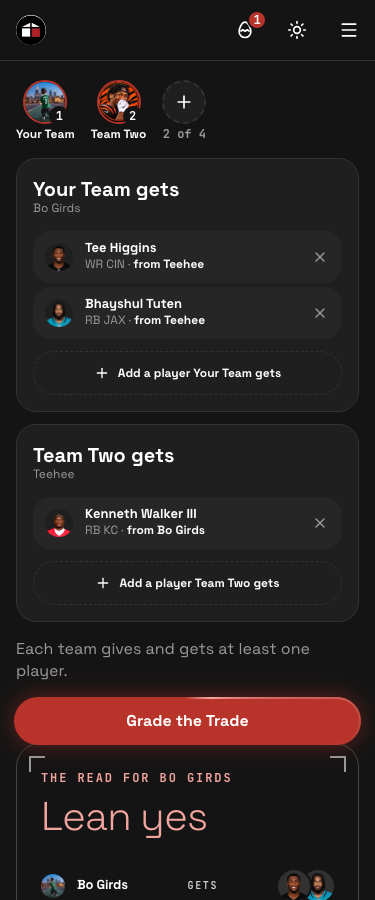 1
1
2
Your Team
Team Two
2 of 4
Your Team gets
Bo Girds
Tee Higgins
WR CIN · from Teehee
Bhayshul Tuten
RB JAX · from Teehee
Add a player Your Team gets
Team Two gets
Teehee
Kenneth Walker III
RB KC · from Bo Girds
Add a player Team Two gets
Each team gives and gets at least one
player.
Grade the Trade
THE READ FOR BO GIRDS
Lean yes
Bo Girds GETS